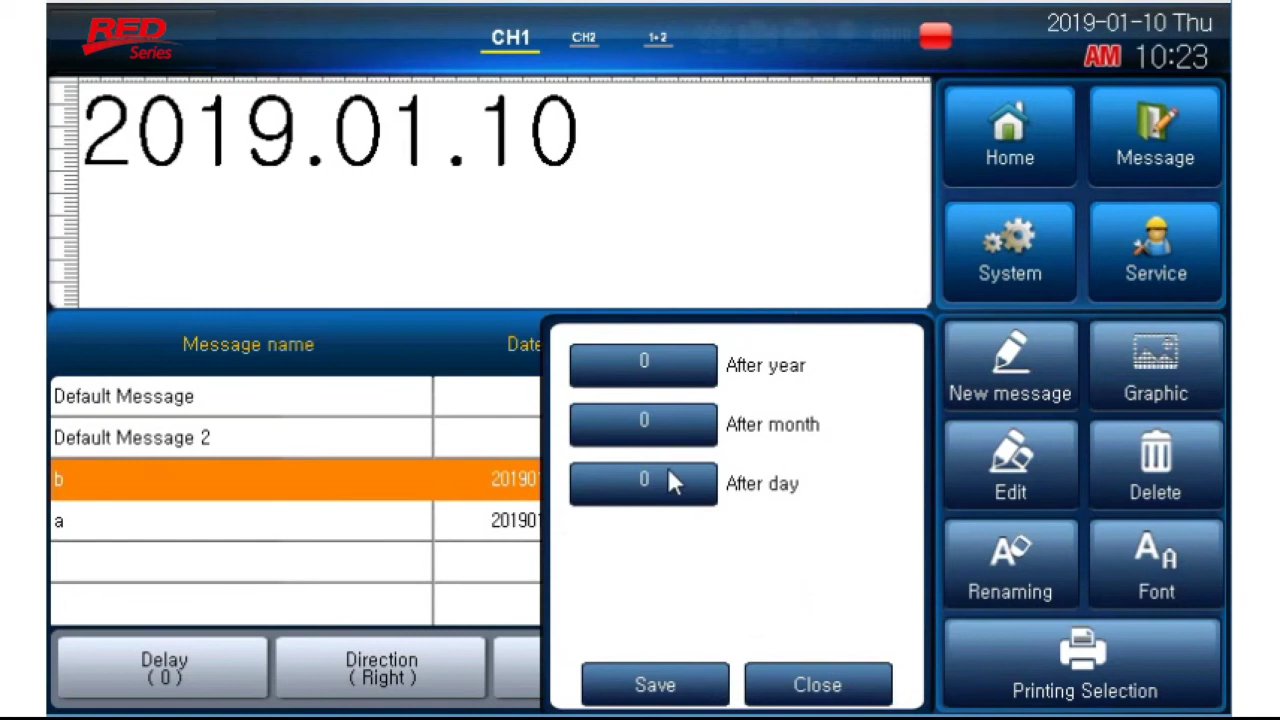 RED
Series
CH1
CH2
1+2
2019-01-10 Thu
AM 10:23
2019.01.10
Home
Message
System
Service
Message name
Date
Default Message
Default Message 2
b
20190
a
20190
0 After year
0 After month
0 After day
Save
Close
New message
Graphic
Edit
Delete
Renaming
Font
Printing Selection
Delay
( 0 )
Direction
( Right )